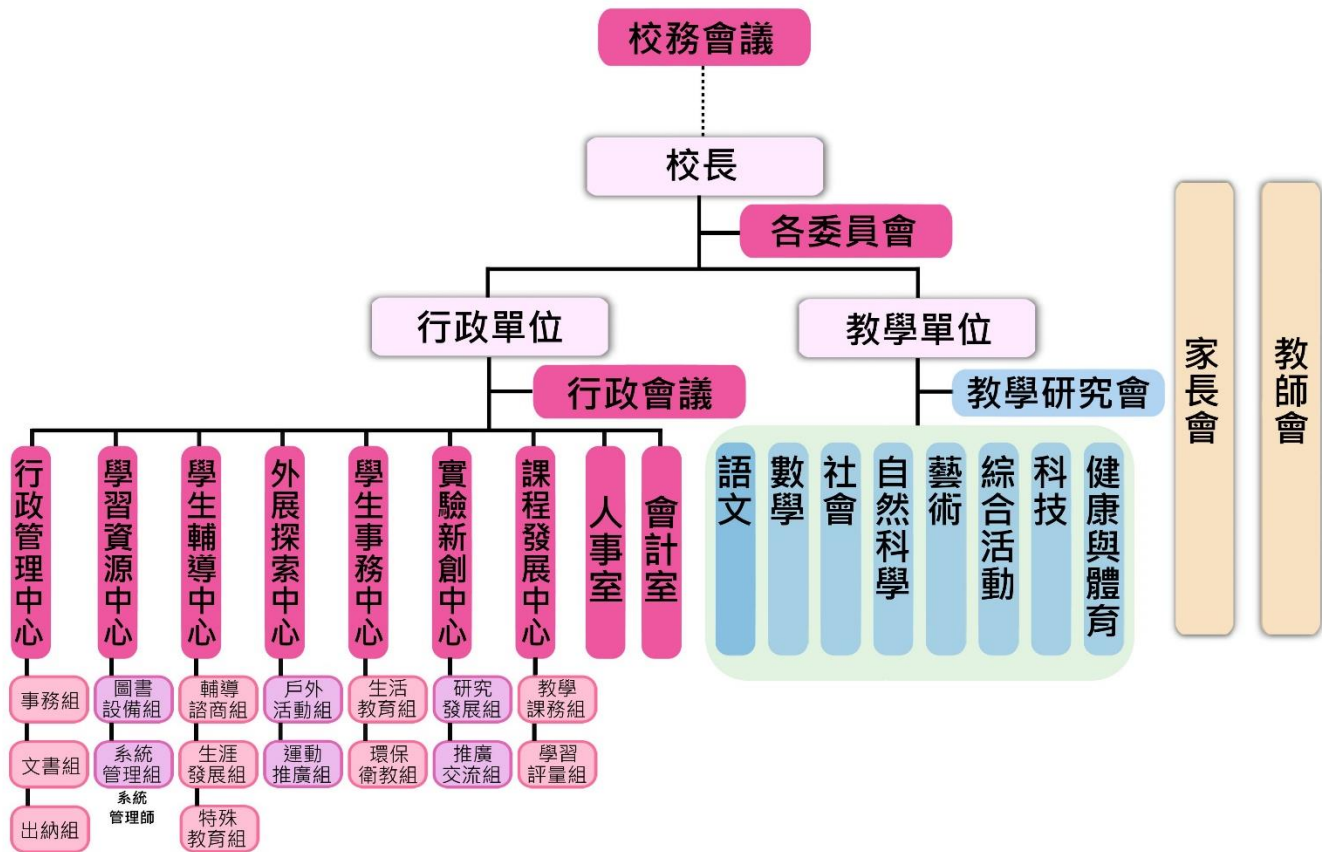 校務會議
校長
各委員會
行政單位
教學單位
行政會議
教學研究會
行政管理中心
學習資源中心
學生輔導中心
外展探索中心
學生事務中心
實驗新創中心
課程發展中心
人事室
會計室
語文
數學
社會
自然科學
藝術
綜合活動
科技
健康與體育
家長會
教師會
事務組
文書組
出納組
圖書
設備組
系統
管理組
系統
管理師
輔導
諮商組
生涯
發展組
特殊
教育組
戶外
活動組
運動
推廣組
生活
教育組
環保
衛教組
研究
發展組
推廣
交流組
教學
課務組
學習
評量組